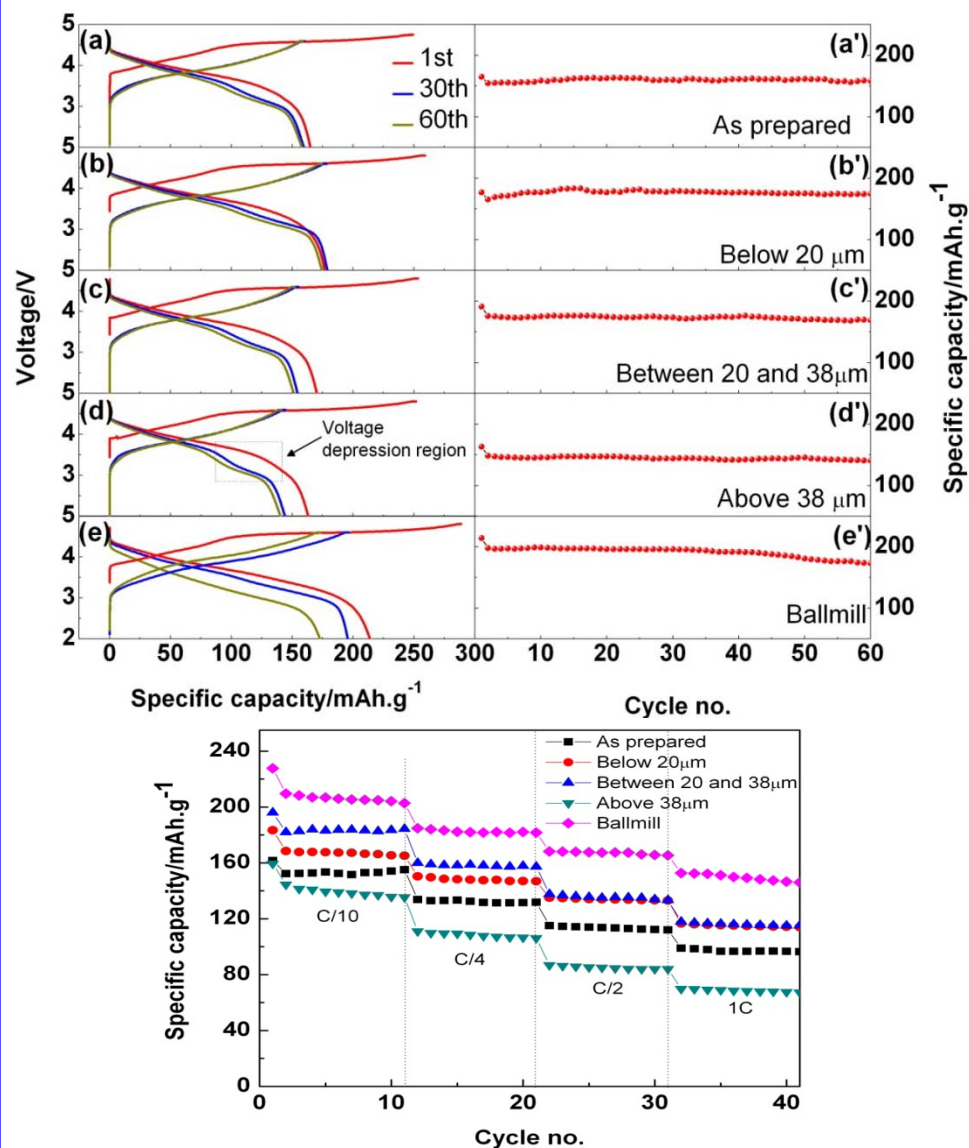 5
(a)
4
3
5
1st
30th
60th
(a')
200
100
As prepared
(b)
4
3
5
(b')
200
100
Below 20 μm
(c)
4
3
5
(c')
200
100
Between 20 and 38μm
(d)
4
3
5
Voltage
depression region
(d')
200
100
Above 38 μm
(e)
4
3
2
(e')
200
100
Ballmill
Voltage/V
Specific capacity/mAh.g-1
0 50 100 150 200 250 300 10 20 30 40 50 60
Specific capacity/mAh.g-1
Cycle no.
240
200
160
120
80
40
0
Specific capacity/mAh.g-1
As prepared
Below 20μm
Between 20 and 38μm
Above 38μm
Ballmill
C/10
C/4
C/2
1C
0 10 20 30 40
Cycle no.